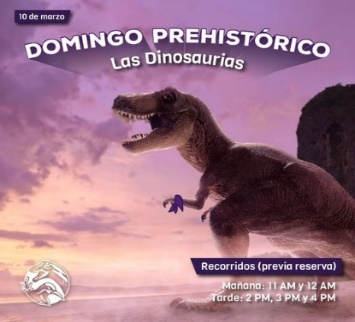 10 de marzo
DOMINGO PREHISTÓRICO
Las Dinosaurias
Recorridos (previa reserva)
Mañana: 11 AM y 12 AM
Tarde: 2 PM, 3 PM y 4 PM